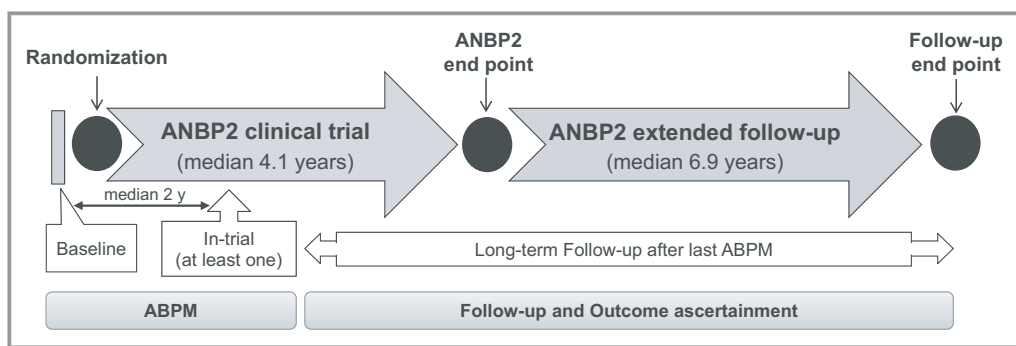 Randomization
ANBP2
end point
Follow-up
end point
ANBP2 clinical trial
(median 4.1 years)
ANBP2 extended follow-up
(median 6.9 years)
median 2 y
Baseline
In-trial
(at least one)
Long-term Follow-up after last ABPM
ABPM
Follow-up and Outcome ascertainment